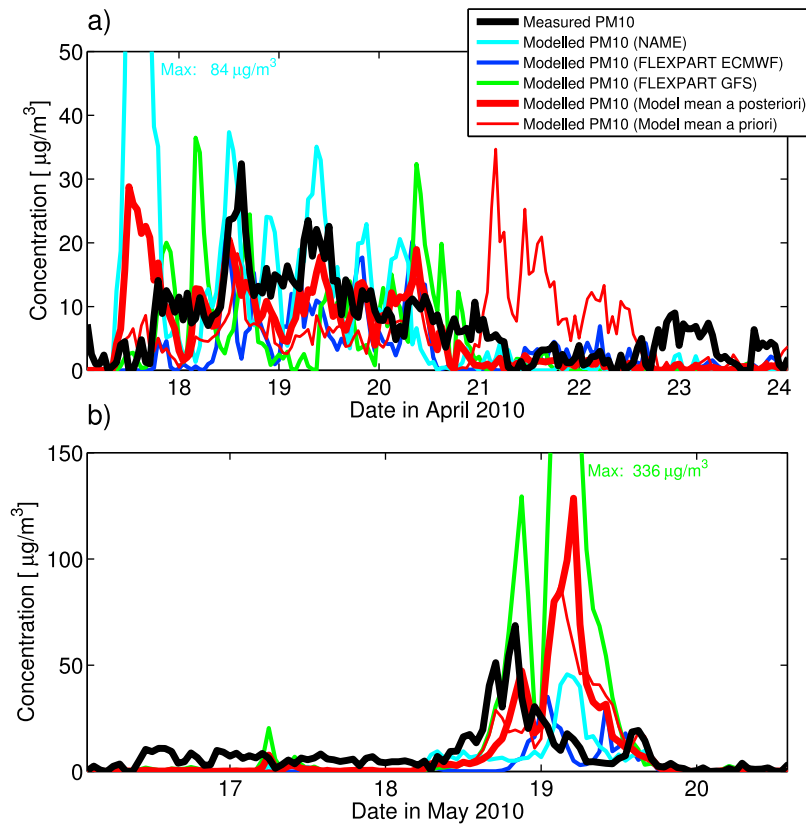 a)
Measured PM10
Modelled PM10 (NAME)
Modelled PM10 (FLEXPART ECMWF)
Modelled PM10 (FLEXPART GFS)
Modelled PM10 (Model mean a posteriori)
Modelled PM10 (Model mean a priori)
Max: 84 μg/m³
50
40
30
20
10
0
Concentration [ μg/m³]
18 19 20 21 22 23 24
Date in April 2010
b)
Max: 336 μg/m³
150
100
50
0
Concentration [ μg/m³]
17 18 19 20
Date in May 2010